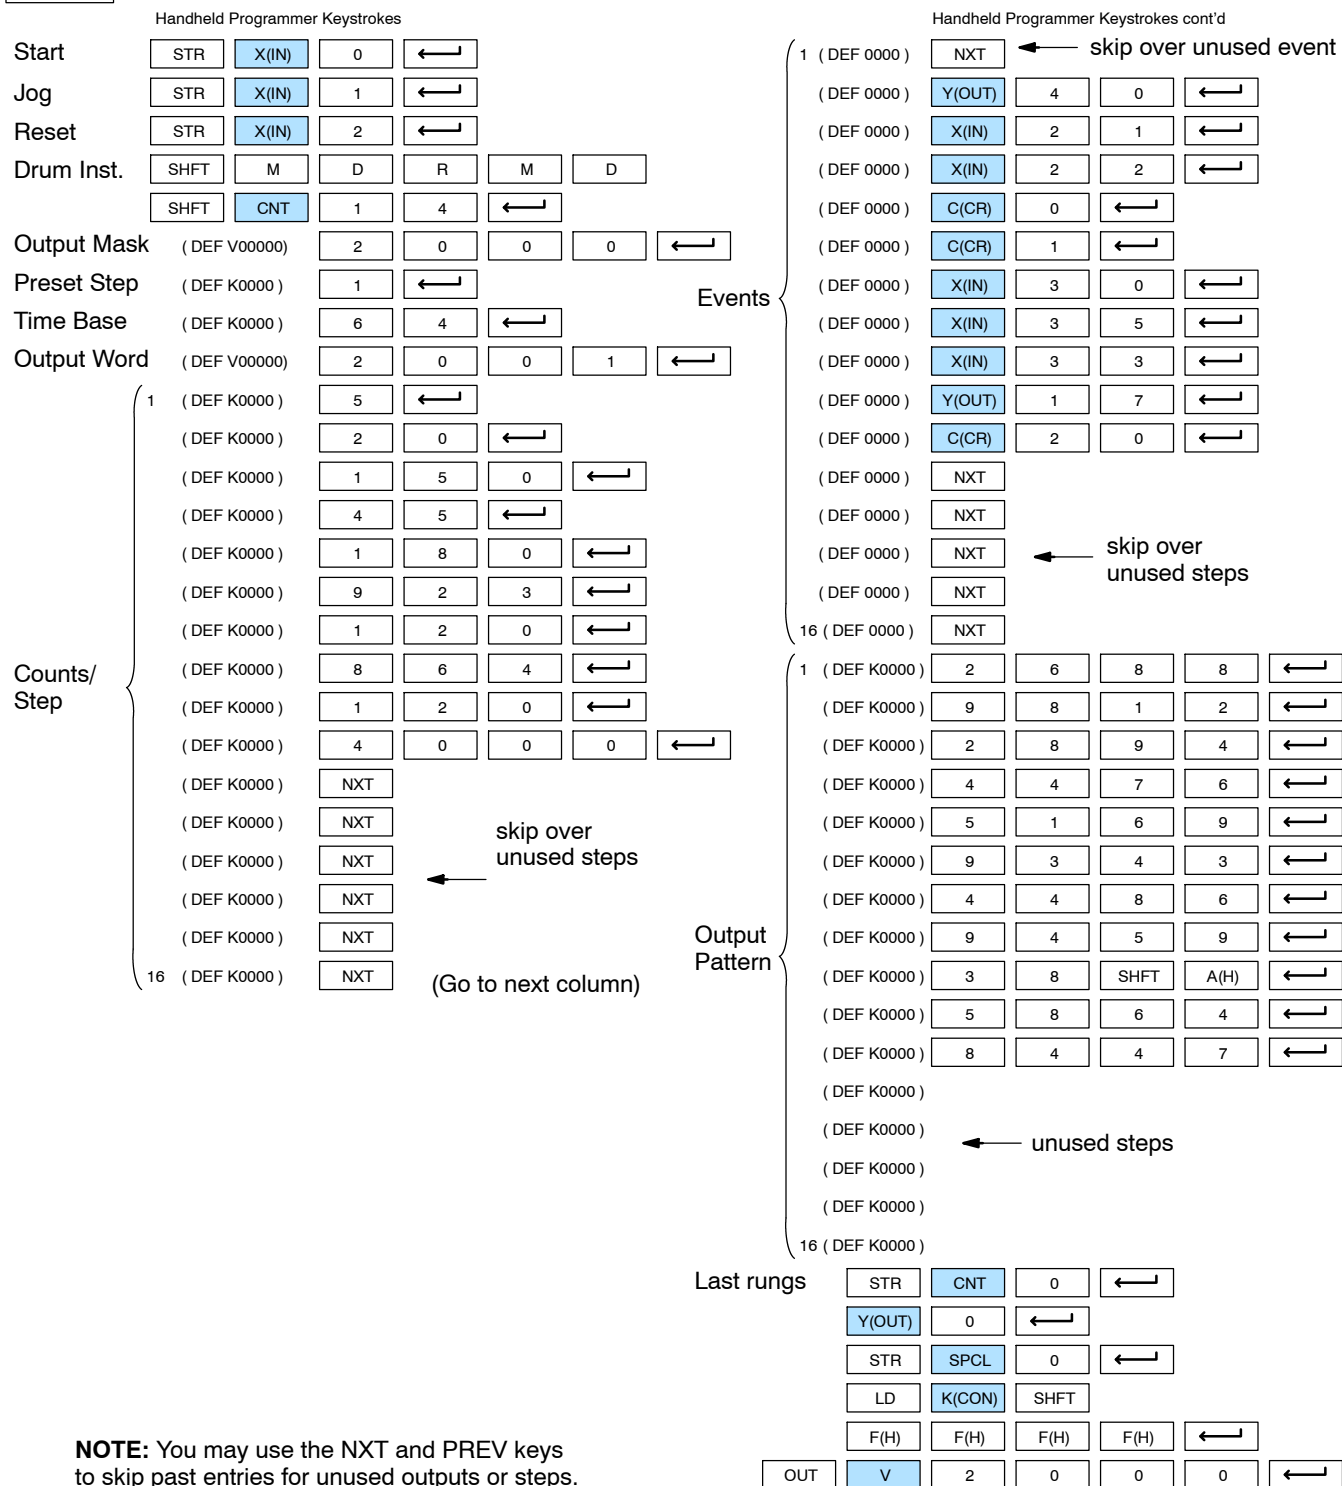 Handheld Programmer Keystrokes
Start STR X(IN) 0
Jog STR X(IN) 1
Reset STR X(IN) 2
Drum Inst. SHFT M D R M D
SHFT CNT 1 4
Output Mask ( DEF V00000) 2 0 0 0
Preset Step ( DEF K0000 ) 1
Time Base ( DEF K0000 ) 6 4
Output Word ( DEF V00000) 2 0 0 1
Counts/
Step
1 ( DEF K0000 ) 5
( DEF K0000 ) 2 0
( DEF K0000 ) 1 5 0
( DEF K0000 ) 4 5
( DEF K0000 ) 1 8 0
( DEF K0000 ) 9 2 3
( DEF K0000 ) 1 2 0
( DEF K0000 ) 8 6 4
( DEF K0000 ) 1 2 0
( DEF K0000 ) 4 0 0 0
( DEF K0000 ) NXT
( DEF K0000 ) NXT
( DEF K0000 ) NXT
( DEF K0000 ) NXT
( DEF K0000 ) NXT
16 ( DEF K0000 ) NXT
skip over
unused steps
(Go to next column)
NOTE: You may use the NXT and PREV keys
to skip past entries for unused outputs or steps.
Handheld Programmer Keystrokes cont’d
Events
1 ( DEF 0000 ) NXT skip over unused event
( DEF 0000 ) Y(OUT) 4 0
( DEF 0000 ) X(IN) 2 1
( DEF 0000 ) X(IN) 2 2
( DEF 0000 ) C(CR) 0
( DEF 0000 ) C(CR) 1
( DEF 0000 ) X(IN) 3 0
( DEF 0000 ) X(IN) 3 5
( DEF 0000 ) X(IN) 3 3
( DEF 0000 ) Y(OUT) 1 7
( DEF 0000 ) C(CR) 2 0
( DEF 0000 ) NXT
( DEF 0000 ) NXT
( DEF 0000 ) NXT
( DEF 0000 ) NXT
16 ( DEF 0000 ) NXT
skip over
unused steps
Output
Pattern
1 ( DEF K0000 ) 2 6 8 8
( DEF K0000 ) 9 8 1 2
( DEF K0000 ) 2 8 9 4
( DEF K0000 ) 4 4 7 6
( DEF K0000 ) 5 1 6 9
( DEF K0000 ) 9 3 4 3
( DEF K0000 ) 4 4 8 6
( DEF K0000 ) 9 4 5 9
( DEF K0000 ) 3 8 SHFT A(H)
( DEF K0000 ) 5 8 6 4
( DEF K0000 ) 8 4 4 7
( DEF K0000 )
( DEF K0000 )
( DEF K0000 )
( DEF K0000 )
16 ( DEF K0000 )
unused steps
Last rungs STR CNT 0
Y(OUT) 0
STR SPCL 0
LD K(CON) SHFT
F(H) F(H) F(H) F(H)
OUT V 2 0 0 0